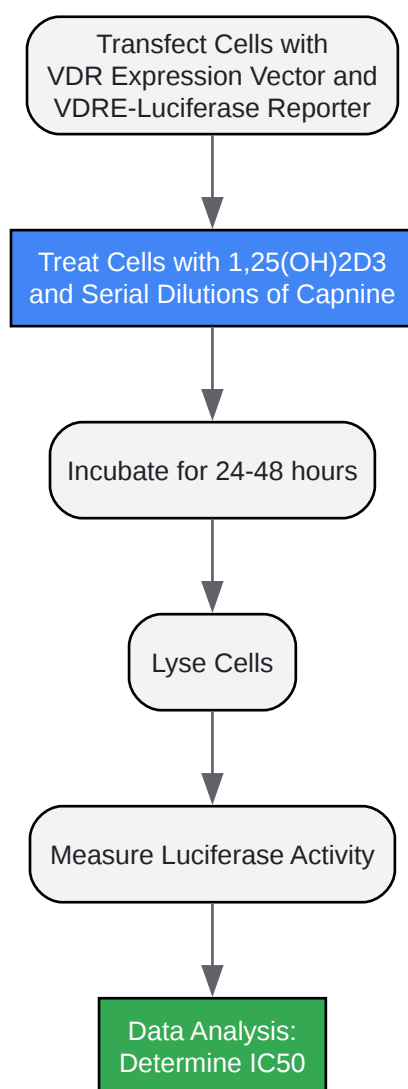 Transfect Cells with
VDR Expression Vector and
VDRE-Luciferase Reporter
Treat Cells with 1,25(OH)2D3
and Serial Dilutions of Capnine
Incubate for 24-48 hours
Lyse Cells
Measure Luciferase Activity
Data Analysis:
Determine IC50